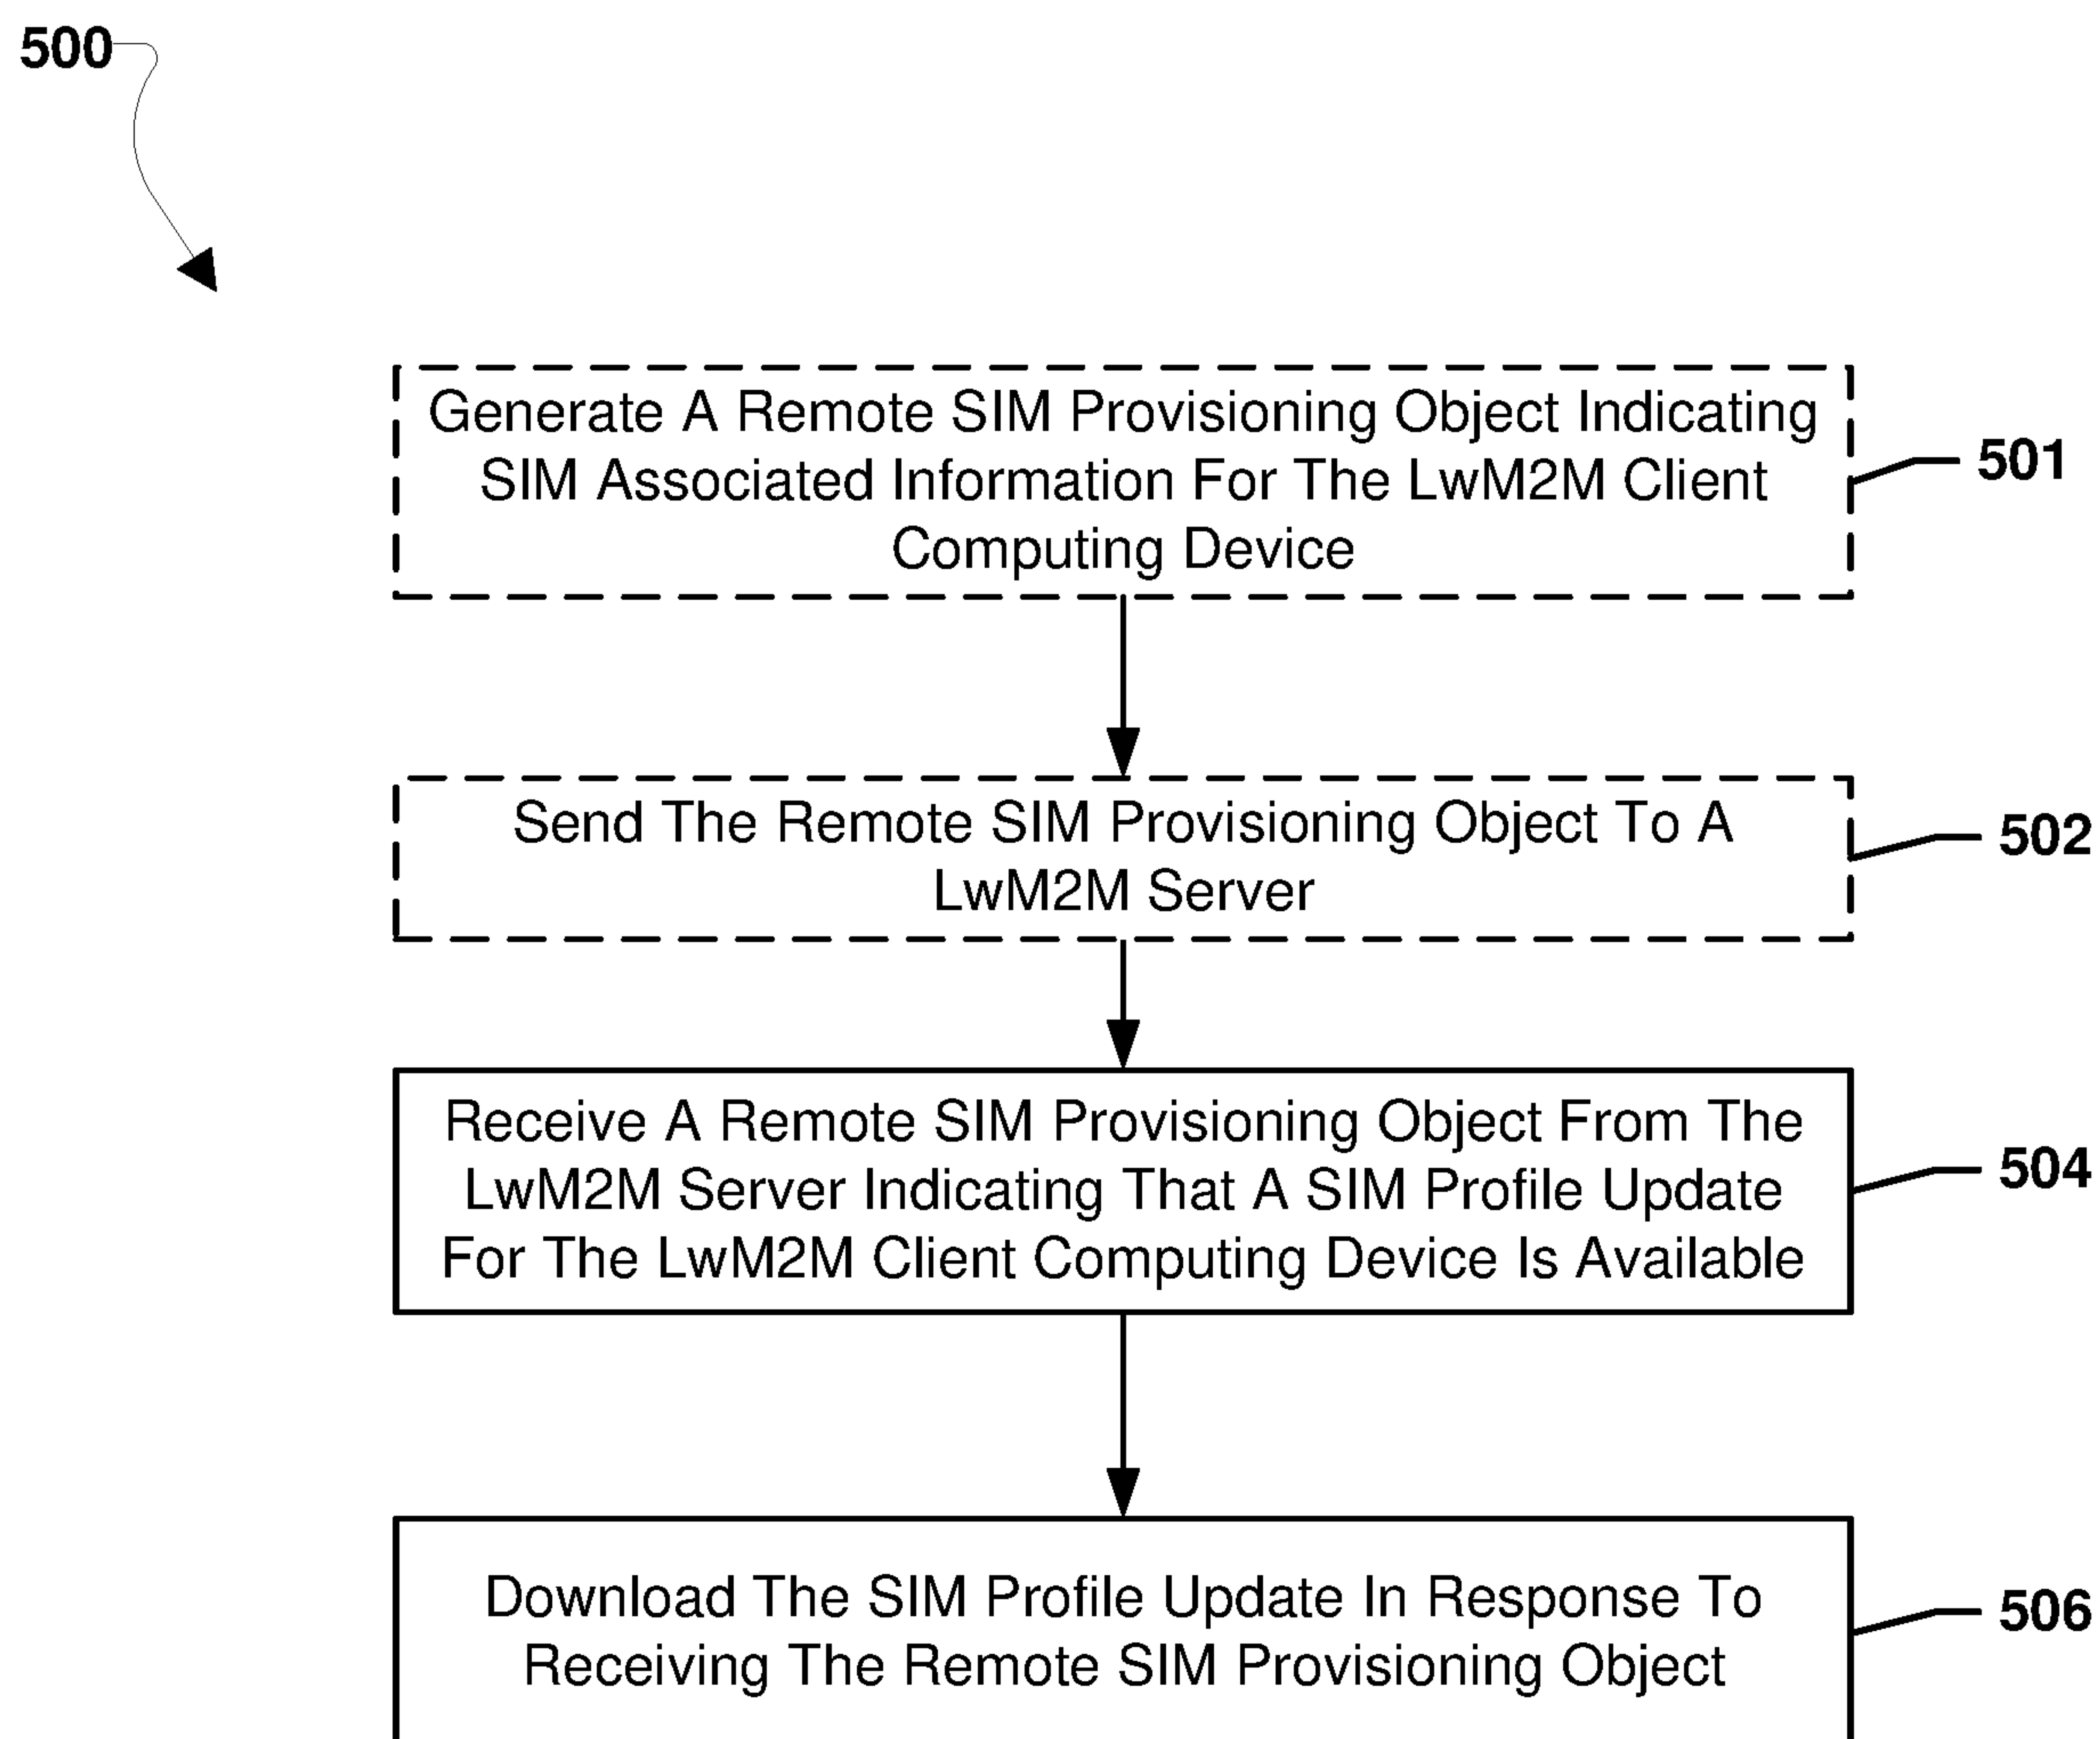 500
Generate A Remote SIM Provisioning Object Indicating
SIM Associated Information For The LwM2M Client
Computing Device
501
Send The Remote SIM Provisioning Object To A
LwM2M Server
502
Receive A Remote SIM Provisioning Object From The
LwM2M Server Indicating That A SIM Profile Update
For The LwM2M Client Computing Device Is Available
504
Download The SIM Profile Update In Response To
Receiving The Remote SIM Provisioning Object
506